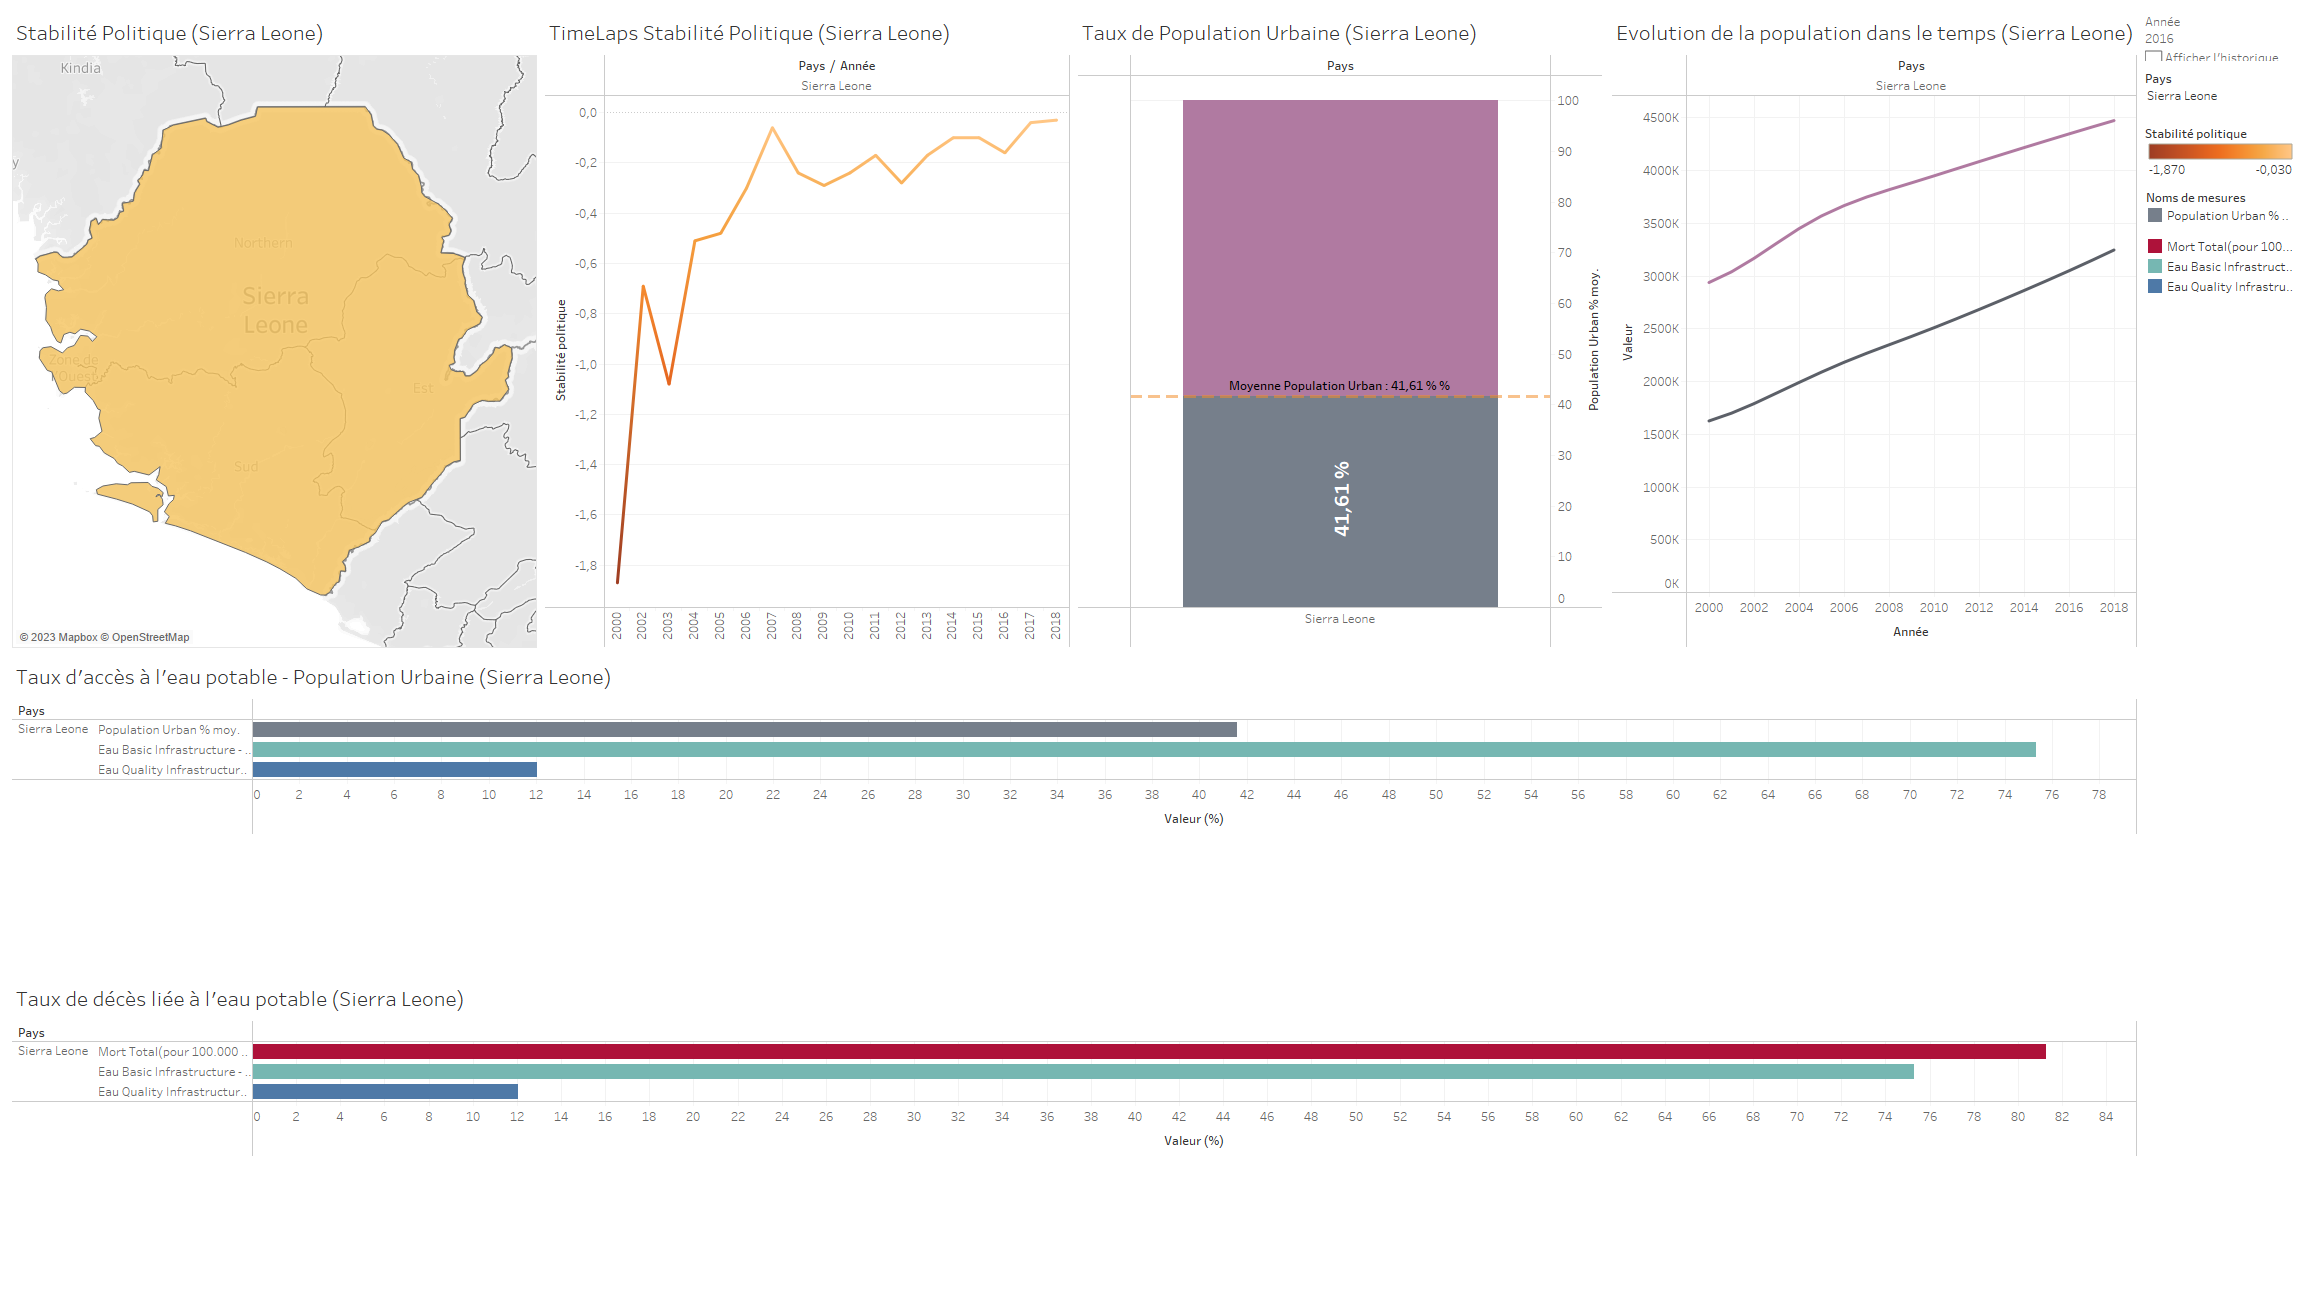 Stabilité Politique (Sierra Leone)
Kindia
y
Northern
Sierra
Leone
Zone de
l'Ouest
Est
Sud
© 2023 Mapbox © OpenStreetMap
TimeLaps Stabilité Politique (Sierra Leone)
Pays / Année
Sierra Leone
Stabilité politique
0,0
-0,2
-0,4
-0,6
-0,8
-1,0
-1,2
-1,4
-1,6
-1,8
2000 2002 2003 2004 2005 2006 2007 2008 2009 2010 2011 2012 2013 2014 2015 2016 2017 2018
Taux de Population Urbaine (Sierra Leone)
Pays
Moyenne Population Urban : 41,61 % %
41,61 %
100
90
80
70
60
50
40
30
20
10
0
Population Urban % moy.
Sierra Leone
Evolution de la population dans le temps (Sierra Leone)
Pays
Sierra Leone
Valeur
4500K
4000K
3500K
3000K
2500K
2000K
1500K
1000K
500K
0K
2000 2002 2004 2006 2008 2010 2012 2014 2016 2018
Année
Année
2016
Afficher l'historique
Pays
Sierra Leone
Stabilité politique
-1,870 -0,030
Noms de mesures
Population Urban % ..
Mort Total(pour 100...
Eau Basic Infrastruct..
Eau Quality Infrastru..
Taux d'accès à l'eau potable - Population Urbaine (Sierra Leone)
Pays
Sierra Leone Population Urban % moy.
Eau Basic Infrastructure - ..
Eau Quality Infrastructur..
0 2 4 6 8 10 12 14 16 18 20 22 24 26 28 30 32 34 36 38 40 42 44 46 48 50 52 54 56 58 60 62 64 66 68 70 72 74 76 78
Valeur (%)
Taux de décès liée à l'eau potable (Sierra Leone)
Pays
Sierra Leone Mort Total(pour 100.000 ..
Eau Basic Infrastructure - ..
Eau Quality Infrastructur..
0 2 4 6 8 10 12 14 16 18 20 22 24 26 28 30 32 34 36 38 40 42 44 46 48 50 52 54 56 58 60 62 64 66 68 70 72 74 76 78 80 82 84
Valeur (%)